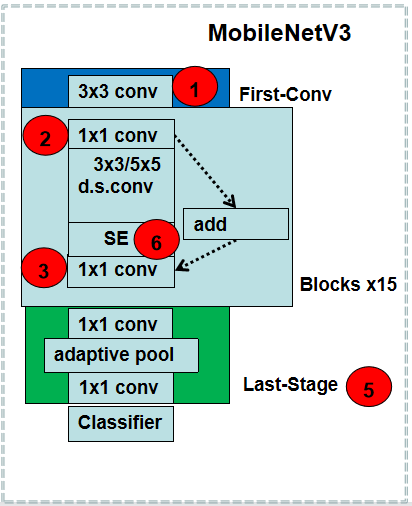 MobileNetV3
3x3 conv
1
First-Conv
2
1x1 conv
3x3/5x5
d.s.conv
add
SE
6
3
1x1 conv
Blocks x15
1x1 conv
adaptive pool
1x1 conv
Last-Stage
5
Classifier